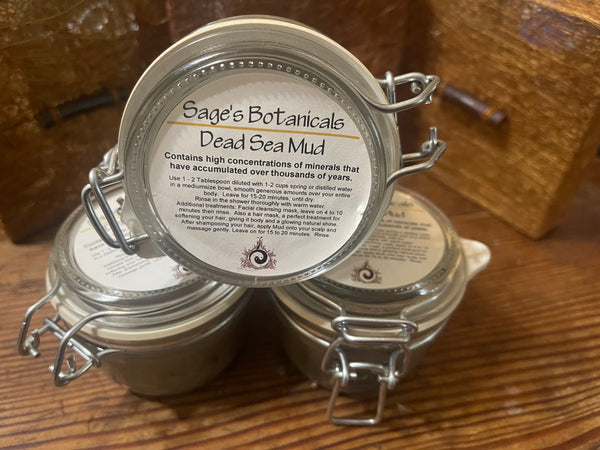 Sage's Botanicals
Dead Sea Mud
Contains high concentrations of minerals that
have accumulated over thousands of years.
Use 1 - 2 Tablespoon diluted with 1-2 cups spring or distilled water
in a mediumsize bowl, smooth generous amounts over your entire
body. Leave for 15-20 minutes, until dry.
Rinse in the shower thoroughly with warm water.
Additional treatments: Facial cleansing mask, leave on 4 to 10
minutes then rinse. Also a hair mask, a perfect treatment for
softening your hair, giving it body and a glowing natural shine.
After shampooing your hair, apply Mud onto your scalp and
massage gently. Leave on for 15 to 20 minutes. Rinse.
Mud